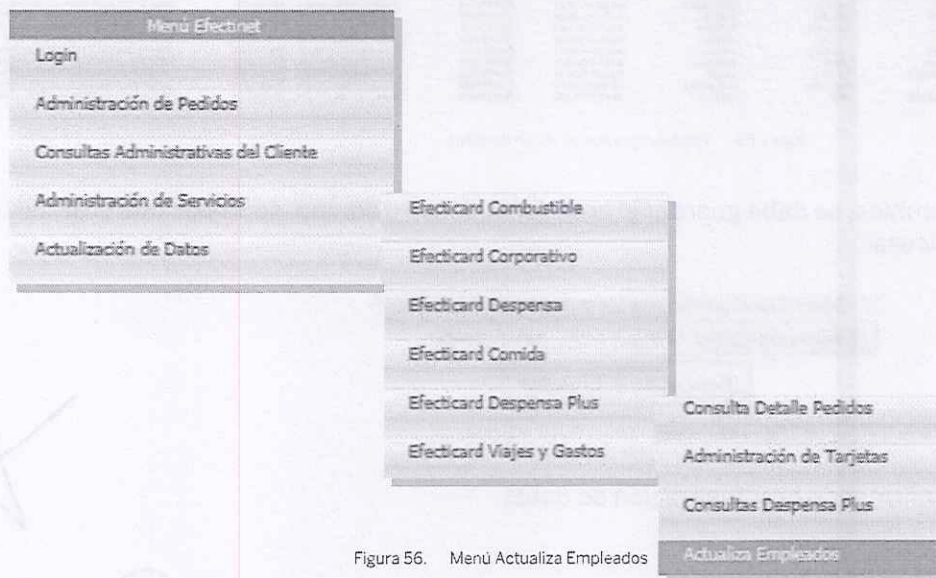 Menú Efectinet
Login
Administración de Pedidos
Consultas Administrativas del Cliente
Administración de Servicios
Actualización de Datos
Efecticard Combustible
Efecticard Corporativo
Efecticard Despensa
Efecticard Comida
Efecticard Despensa Plus
Efecticard Viajes y Gastos
Consulta Detalle Pedidos
Administración de Tarjetas
Consultas Despensa Plus
Actualiza Empleados
Figura 56. Menú Actualiza Empleados